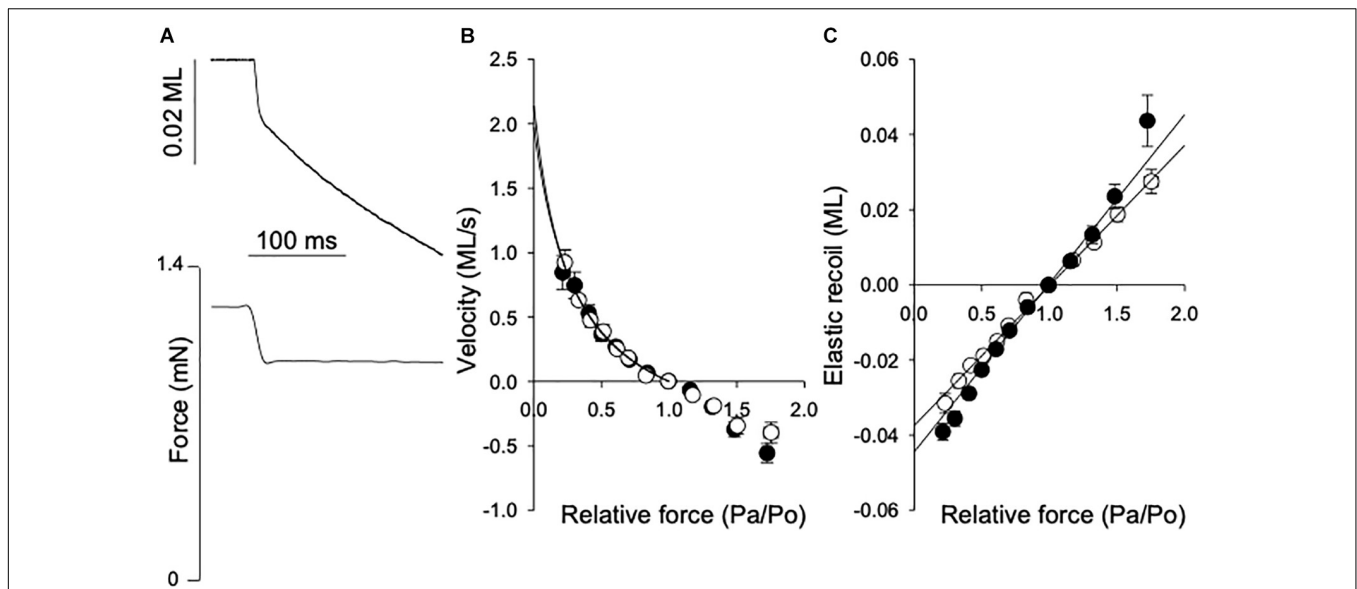 A
0.02 ML
100 ms
1.4
Force (mN)
0
B
2.5
2.0
1.5
1.0
0.5
0.0
-0.5
-1.0
0.0 0.5 1.0 1.5 2.0
Velocity (ML/s)
Relative force (Pa/Po)
C
0.06
0.04
0.02
0.00
-0.02
-0.04
-0.06
0.0 0.5 1.0 1.5 2.0
Elastic recoil (ML)
Relative force (Pa/Po)